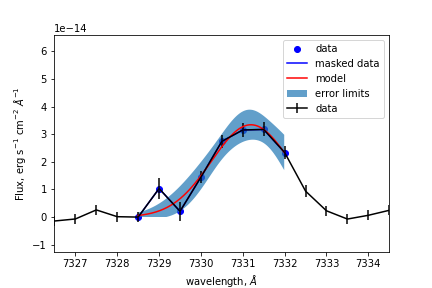 1e−14
6
5
4
3
2
1
0
−1
Flux, erg s⁻¹ cm⁻² Å⁻¹
data
masked data
model
error limits
data
7327 7328 7329 7330 7331 7332 7333 7334
wavelength, Å